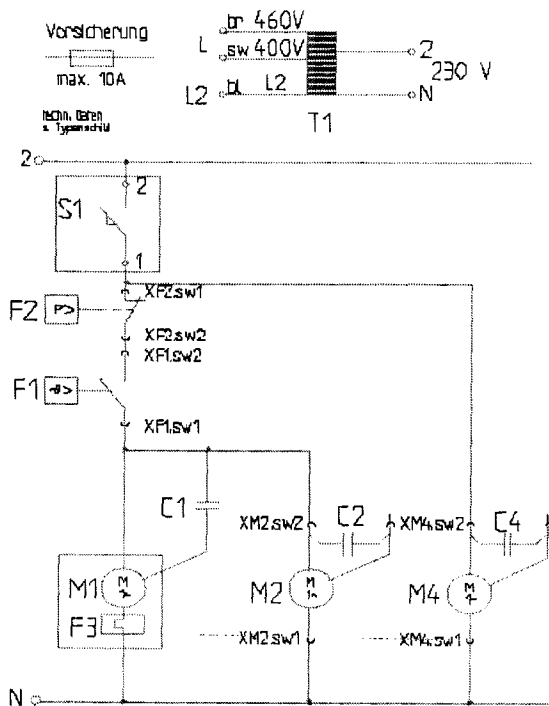 Vorsicherung
max. 10A
techn. Daten
s. Typenschild
L
br 460V
sw 400V
L2 bl L2
T1
2
230 V
N
2
S1
2
1
F2
P>
XF2.sw1
XF2.sw2
XF1.sw2
F1
XF1.sw1
C1
XM2.sw2
C2
XM4.sw2
C4
M1
M
F3
M2
M
M4
M
XM2.sw1
XM4.sw1
N